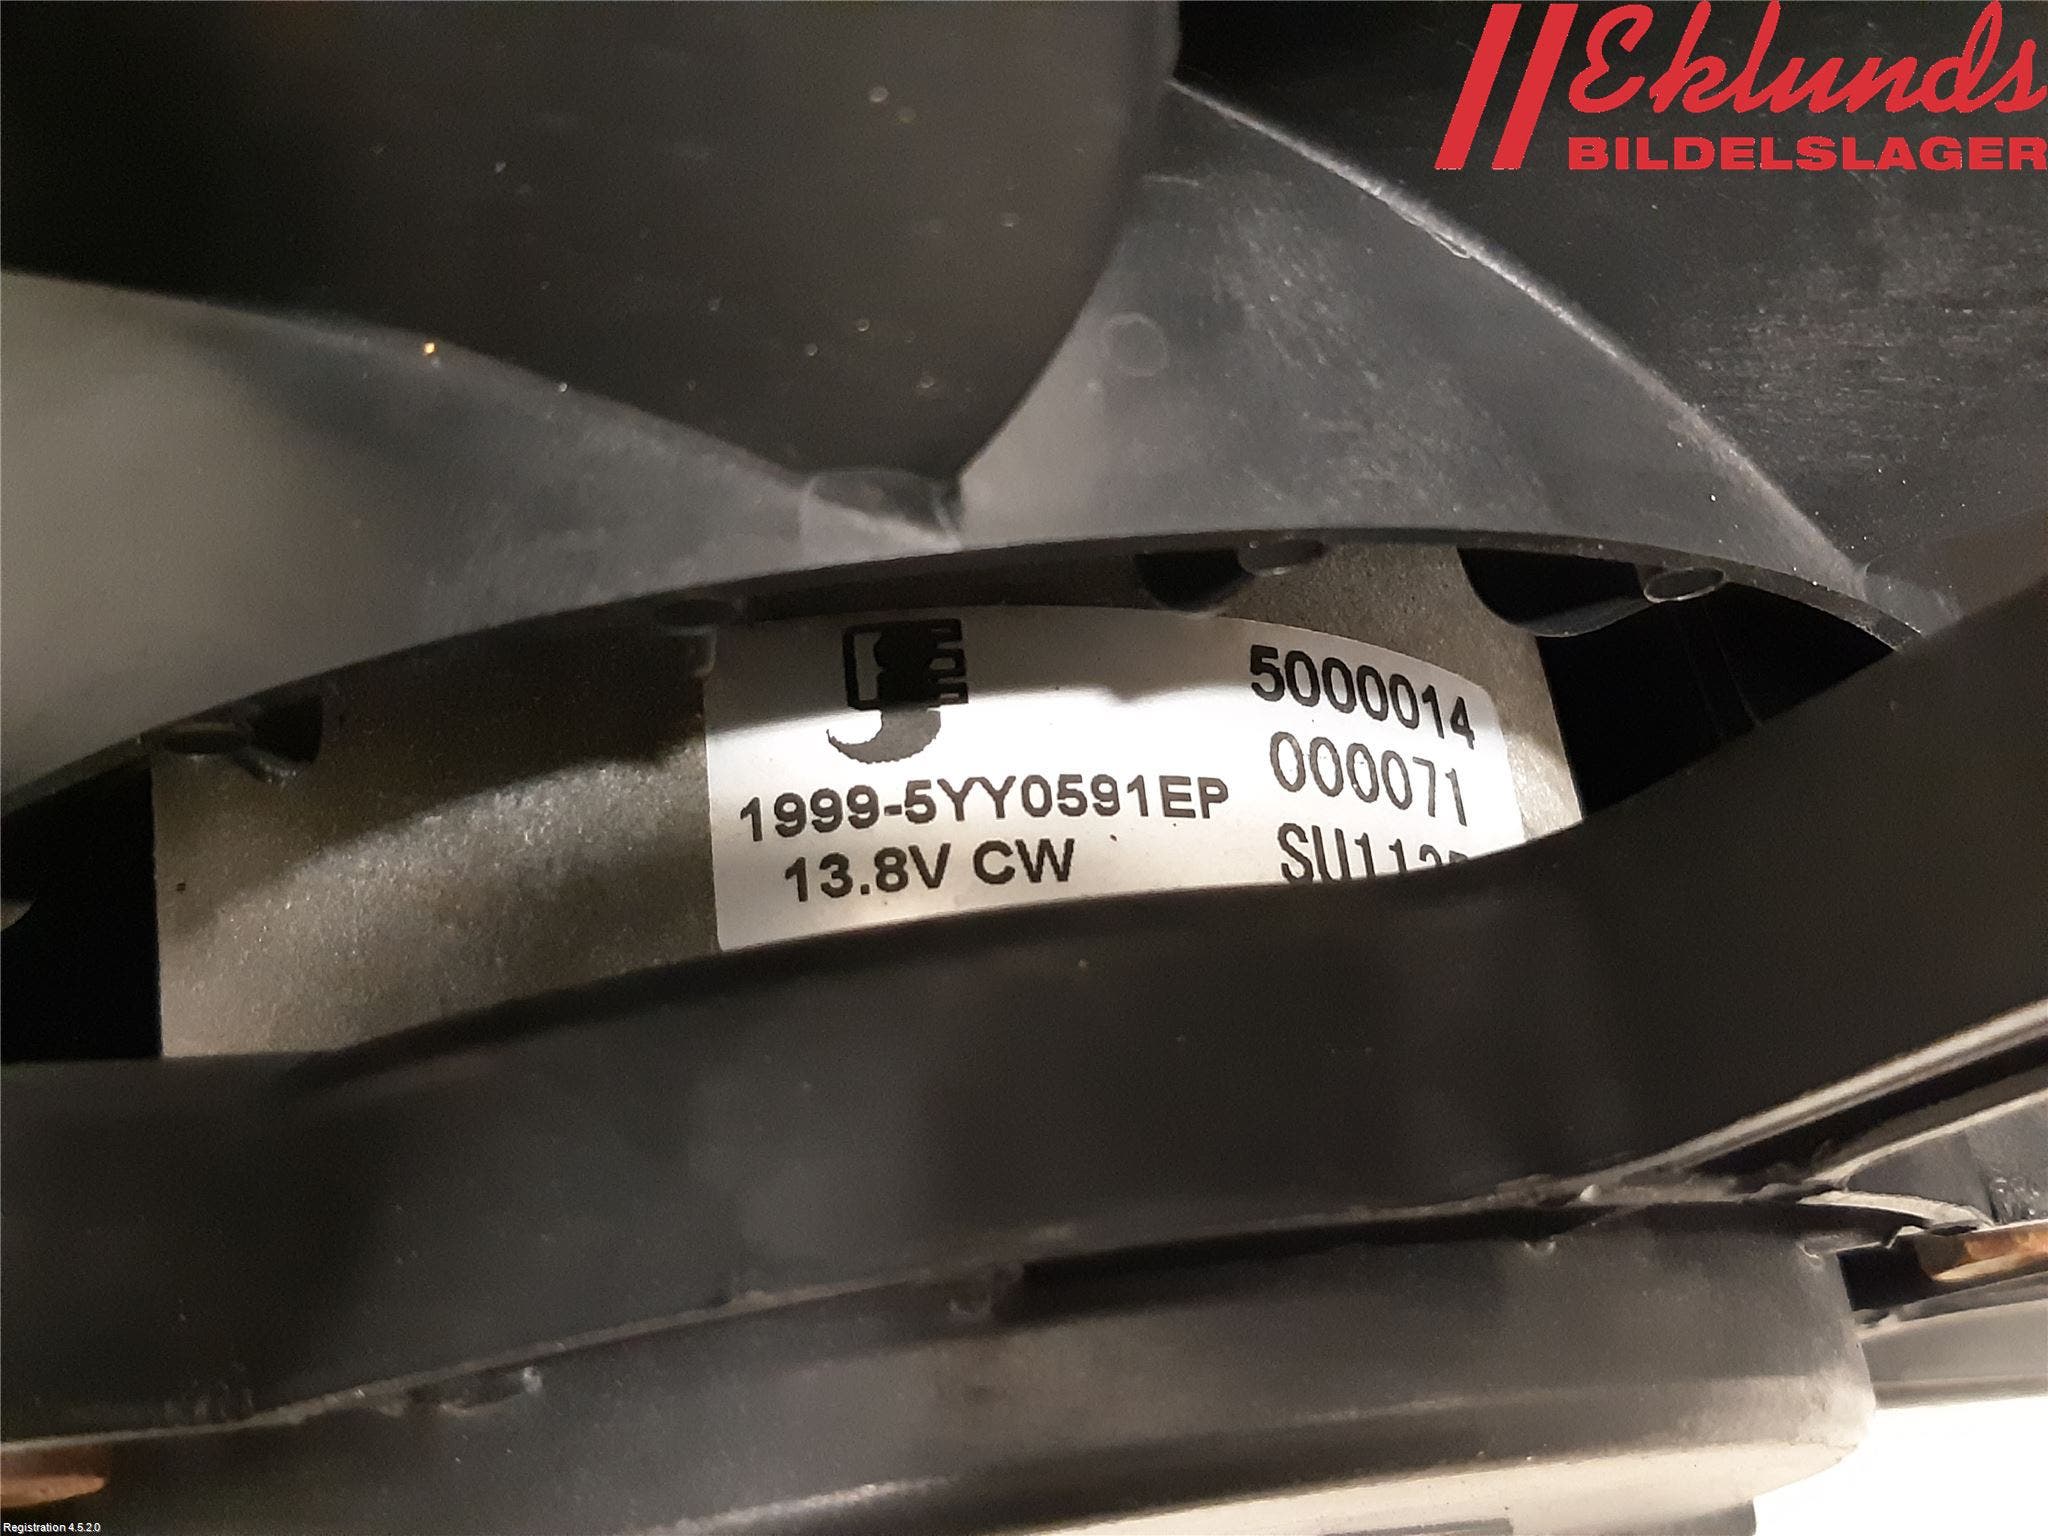 Eklunds
BILDELSLAGER
5000014
000071
1999-5YY0591EP
13.8V CW
Registration 4.5.2.0